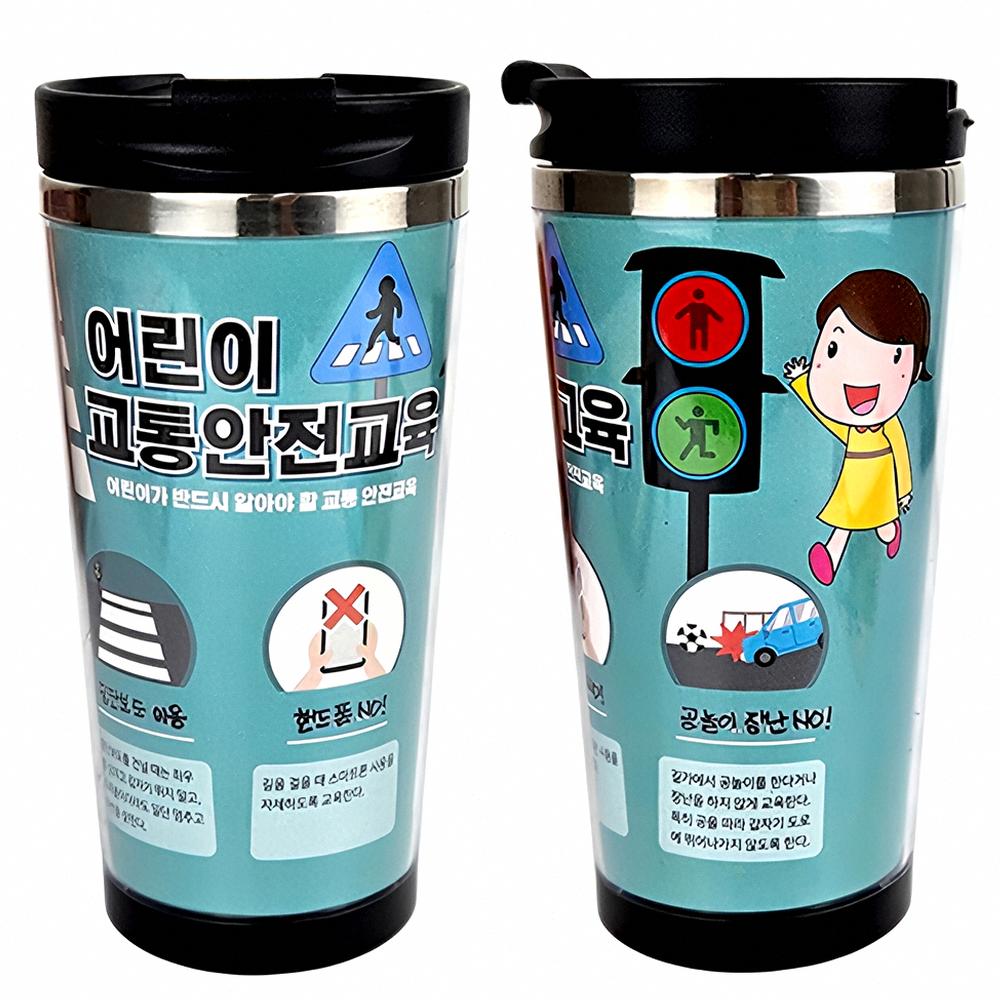 어린이
교통안전교육
어린이가 반드시 알아야 할 교통 안전교육
이용
핸드폰 NO!
길을 걸을 때 스마트폰 사용을
자제하도록 교육한다.
교육
공놀이, 장난 NO!
길가에서 공놀이를 한다거나
장난을 하지 않게 교육한다.
특히 공을 따라 갑자기 도로
에 뛰어나가지 않도록 한다.